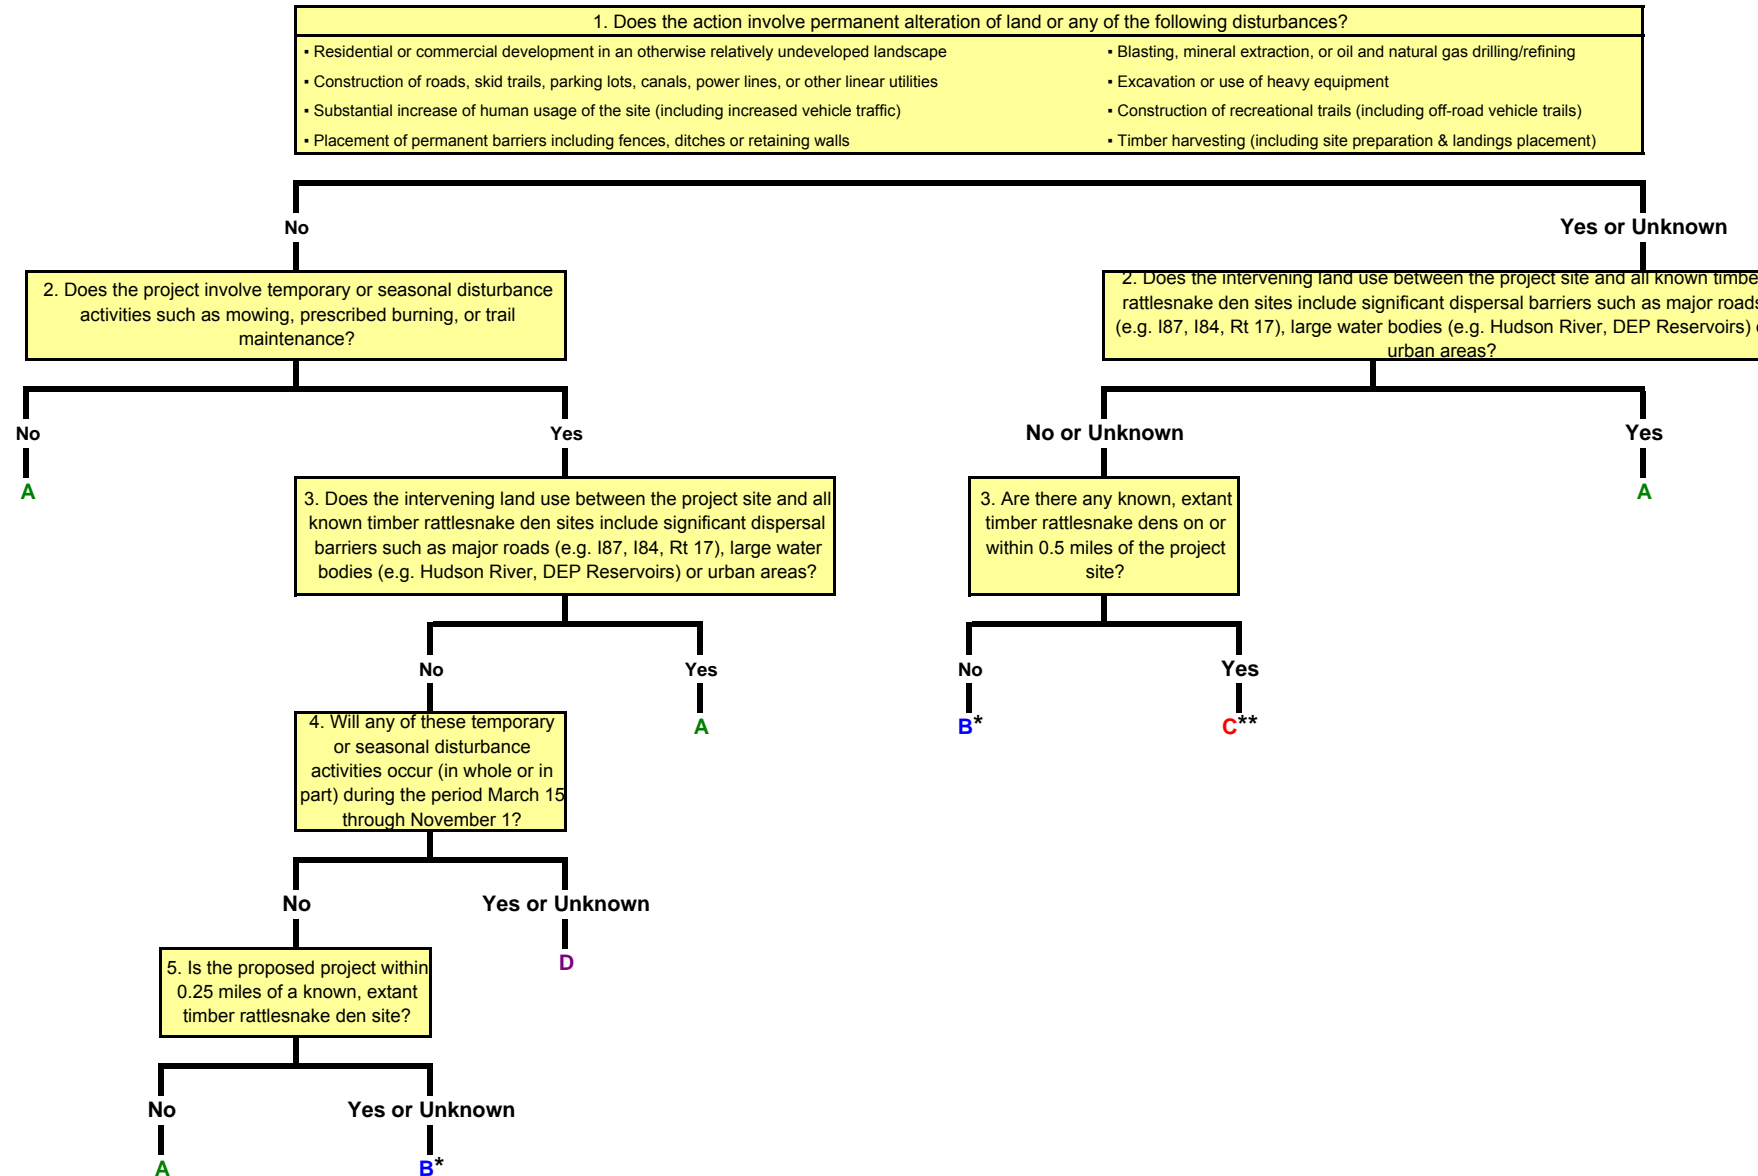 1. Does the action involve permanent alteration of land or any of the following disturbances?
▪ Residential or commercial development in an otherwise relatively undeveloped landscape
▪ Construction of roads, skid trails, parking lots, canals, power lines, or other linear utilities
▪ Substantial increase of human usage of the site (including increased vehicle traffic)
▪ Placement of permanent barriers including fences, ditches or retaining walls
▪ Blasting, mineral extraction, or oil and natural gas drilling/refining
▪ Excavation or use of heavy equipment
▪ Construction of recreational trails (including off-road vehicle trails)
▪ Timber harvesting (including site preparation & landings placement)
No
Yes or Unknown
2. Does the project involve temporary or seasonal disturbance
activities such as mowing, prescribed burning, or trail
maintenance?
2. Does the intervening land use between the project site and all known timbe
rattlesnake den sites include significant dispersal barriers such as major roads
(e.g. I87, I84, Rt 17), large water bodies (e.g. Hudson River, DEP Reservoirs)
urban areas?
No
Yes
No or Unknown
Yes
A
A
3. Does the intervening land use between the project site and all
known timber rattlesnake den sites include significant dispersal
barriers such as major roads (e.g. I87, I84, Rt 17), large water
bodies (e.g. Hudson River, DEP Reservoirs) or urban areas?
3. Are there any known, extant
timber rattlesnake dens on or
within 0.5 miles of the project
site?
No
Yes
No
Yes
A
B*
C**
4. Will any of these temporary
or seasonal disturbance
activities occur (in whole or in
part) during the period March 15
through November 1?
No
Yes or Unknown
D
5. Is the proposed project within
0.25 miles of a known, extant
timber rattlesnake den site?
No
Yes or Unknown
A
B*